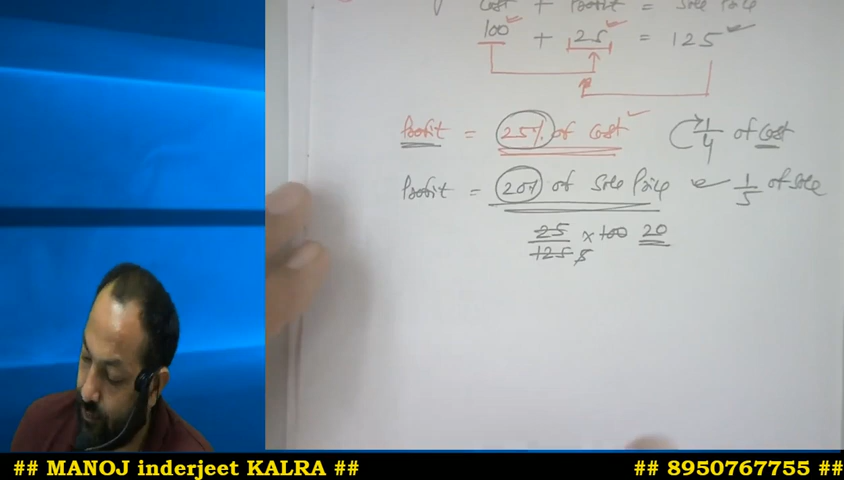 Cost + Profit = Sale Price
100 + 25 = 125
Profit = 25% of Cost 1/4 of Cost
Profit = 20% of Sale Price 1/5 of Sale
25/125 5 × 100 20
## MANOJ inderjeet KALRA ## ## 8950767755 ##